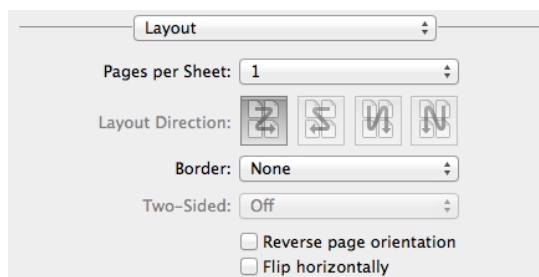 Layout
Pages per Sheet: 1
Layout Direction:
Border: None
Two-Sided: Off
Reverse page orientation
Flip horizontally